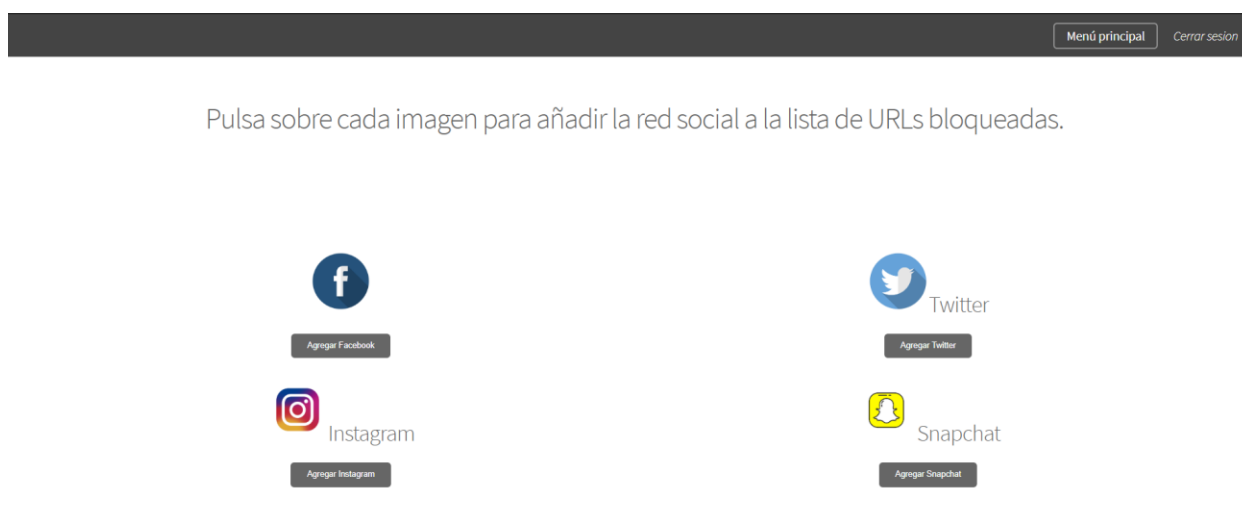 Menú principal Cerrar sesion
Pulsa sobre cada imagen para añadir la red social a la lista de URLs bloqueadas.
Twitter
Agregar Facebook Agregar Twitter
Instagram Snapchat
Agregar Instagram Agregar Snapchat